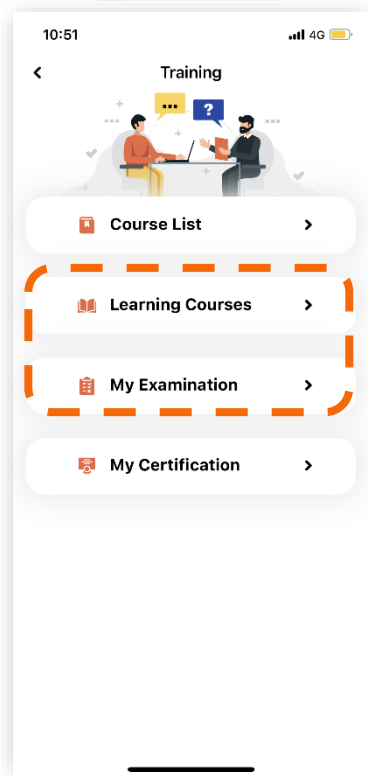 10:51 4G
Training
... ?
Course List
Learning Courses
My Examination
My Certification